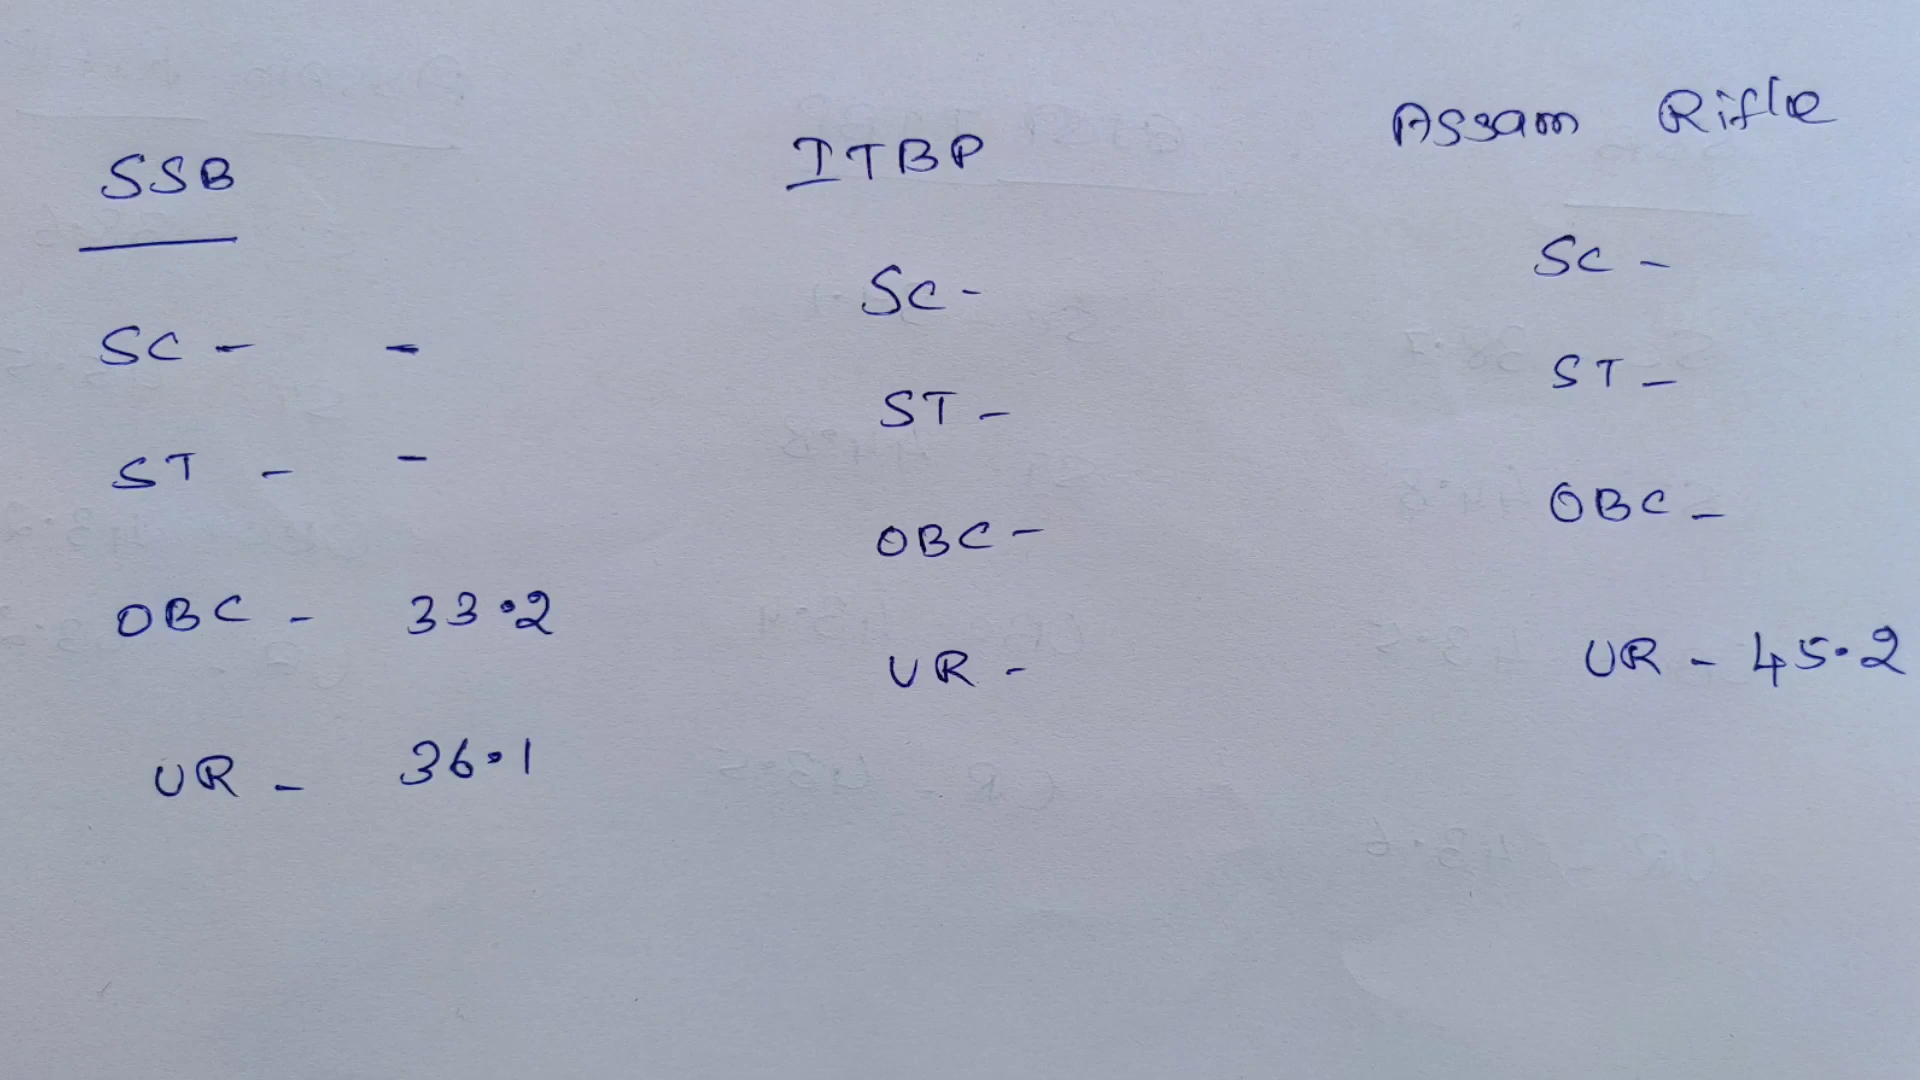 SSB
SC - -
ST - -
OBC - 33.2
UR - 36.1
ITBP
SC -
ST -
OBC -
UR -
Assam Rifle
SC -
ST -
OBC -
UR - 45.2